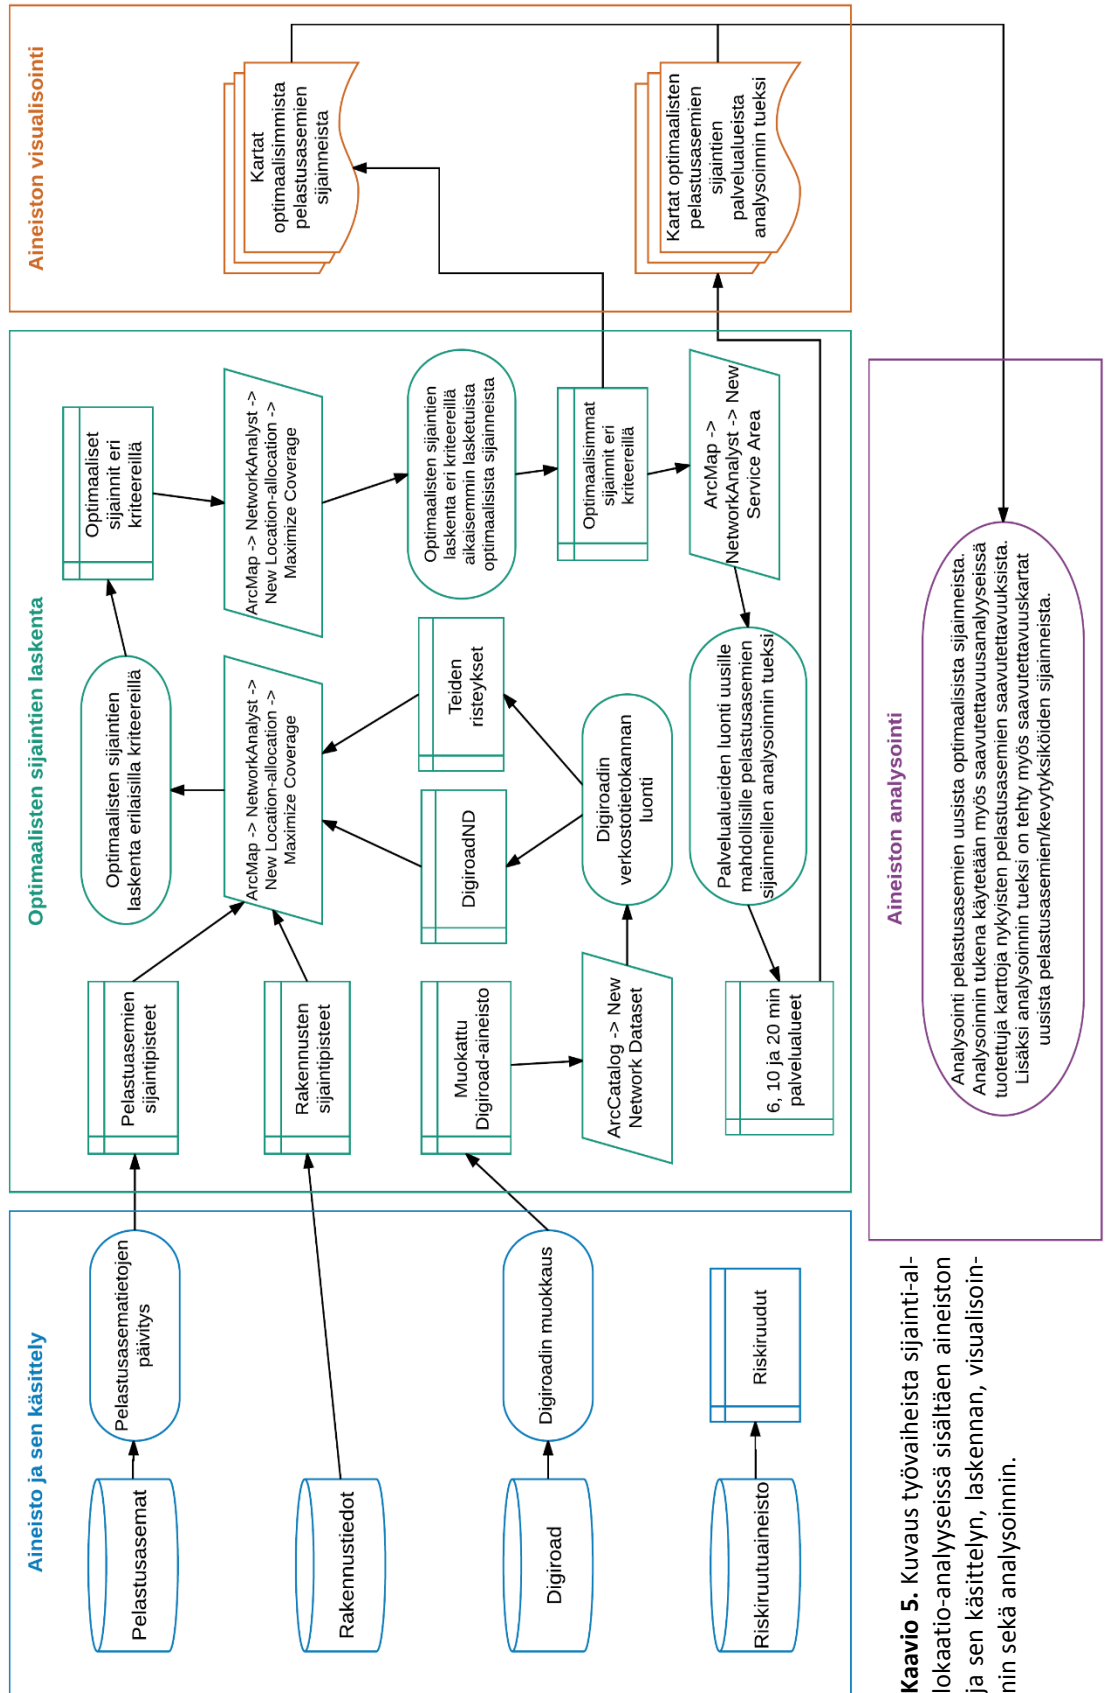 Aineisto ja sen käsittely
Pelastusasemat
Pelastusasematietojen
päivitys
Rakennustiedot
Digiroad
Digiroadin muokkaus
Riskiruutuaineisto
Riskiruudut
Optimaalisten sijaintien laskenta
Pelastusasemien
sijaintipisteet
Rakennusten
sijaintipisteet
Muokattu
Digiroad-aineisto
ArcCatalog -> New
Network Dataset
Digiroadin
verkostotietokannan
luonti
DigiroadND
Teiden
risteykset
ArcMap -> NetworkAnalyst ->
New Location-allocation ->
Maximize Coverage
Optimaalisten sijaintien
laskenta erilaisilla kriteereillä
Optimaaliset
sijainnit eri
kriteereillä
ArcMap -> NetworkAnalyst ->
New Location-allocation ->
Maximize Coverage
Optimaalisten sijaintien
laskenta eri kriteereillä
aikaisemmin lasketuista
optimaalisista sijainneista
Optimaalisimmat
sijainnit eri
kriteereillä
ArcMap ->
NetworkAnalyst -> New
Service Area
Palvelualueiden luonti uusille
mahdollisille pelastusasemien
sijainneillen analysoinnin tueksi
6, 10 ja 20 min
palvelualueet
Aineiston visualisointi
Kartat
optimaalisimmista
pelastusasemien
sijainneista
Kartat optimaalisten
pelastusasemien
sijaintien
palvelualueista
analysoinnin tueksi
Aineiston analysointi
Analysointi pelastusasemien uusista optimaalisista sijainneista.
Analysoinnin tukena käytetään myös saavutettavuusanalyyseissä
tuotettuja karttoja nykyisten pelastusasemien saavutettavuuksista.
Lisäksi analysoinnin tueksi on tehty myös saavutettavuuskartat
uusista pelastusasemien/kevytyksiköiden sijainneista.
Kaavio 5. Kuvaus työvaiheista sijainti-al-
lokaatio-analyyseissä sisältäen aineiston
ja sen käsittelyn, laskennan, visualisoin-
nin sekä analysoinnin.